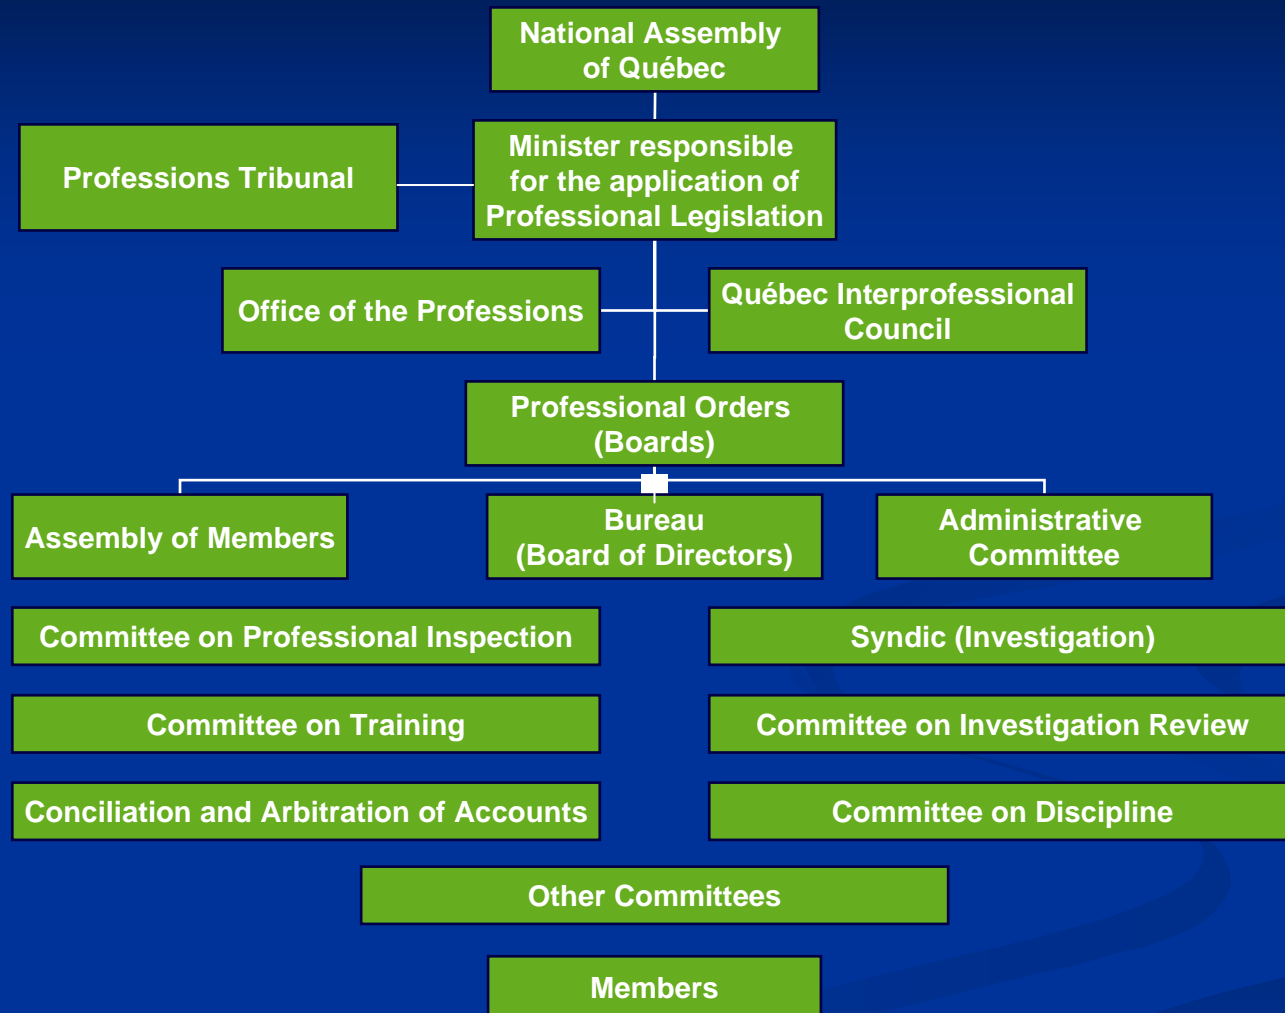 National Assembly
of Québec
Professions Tribunal
Minister responsible
for the application of
Professional Legislation
Office of the Professions
Québec Interprofessional
Council
Professional Orders
(Boards)
Assembly of Members
Bureau
(Board of Directors)
Administrative
Committee
Committee on Professional Inspection
Syndic (Investigation)
Committee on Training
Committee on Investigation Review
Conciliation and Arbitration of Accounts
Committee on Discipline
Other Committees
Members